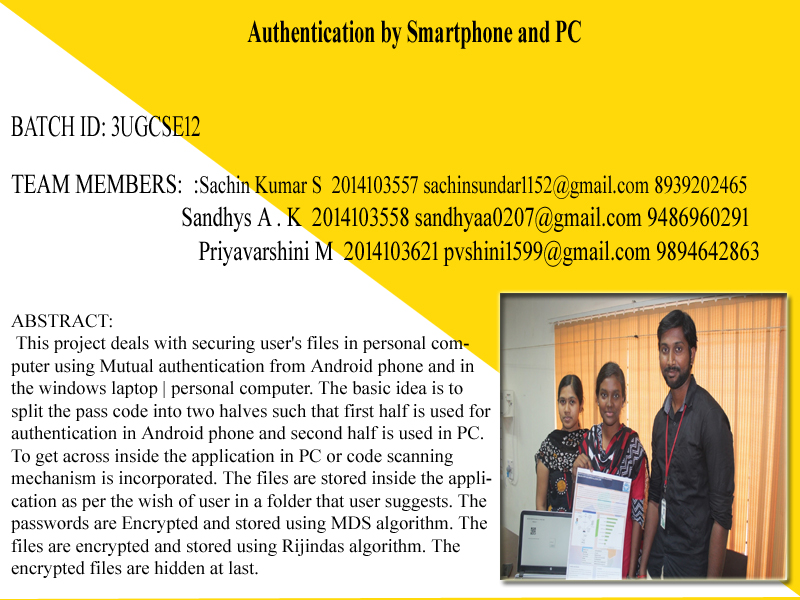 Authentication by Smartphone and PC
BATCH ID: 3UGCSE12
TEAM MEMBERS:  :Sachin Kumar S  2014103557 sachinsundar1152@gmail.com 8939202465
Sandhys A . K  2014103558 sandhyaa0207@gmail.com 9486960291
Priyavarshini M  2014103621 pvshini1599@gmail.com 9894642863
ABSTRACT:
This project deals with securing user's files in personal com-
puter using Mutual authentication from Android phone and in
the windows laptop | personal computer. The basic idea is to
split the pass code into two halves such that first half is used for
authentication in Android phone and second half is used in PC.
To get across inside the application in PC or code scanning
mechanism is incorporated. The files are stored inside the appli-
cation as per the wish of user in a folder that user suggests. The
passwords are Encrypted and stored using MDS algorithm. The
files are encrypted and stored using Rijindas algorithm. The
encrypted files are hidden at last.